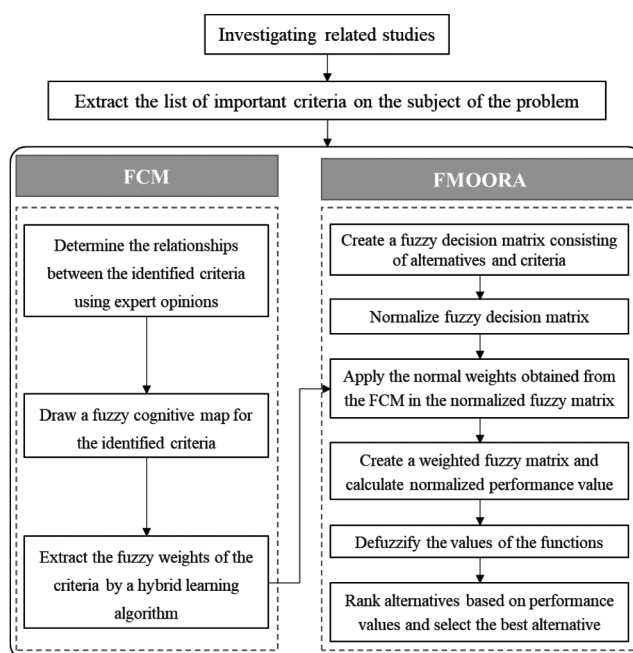 Investigating related studies
Extract the list of important criteria on the subject of the problem
FCM
Determine the relationships
between the identified criteria
using expert opinions
Draw a fuzzy cognitive map for
the identified criteria
Extract the fuzzy weights of the
criteria by a hybrid learning
algorithm
FMOORA
Create a fuzzy decision matrix consisting
of alternatives and criteria
Normalize fuzzy decision matrix
Apply the normal weights obtained from
the FCM in the normalized fuzzy matrix
Create a weighted fuzzy matrix and
calculate normalized performance value
Defuzzify the values of the functions
Rank alternatives based on performance
values and select the best alternative